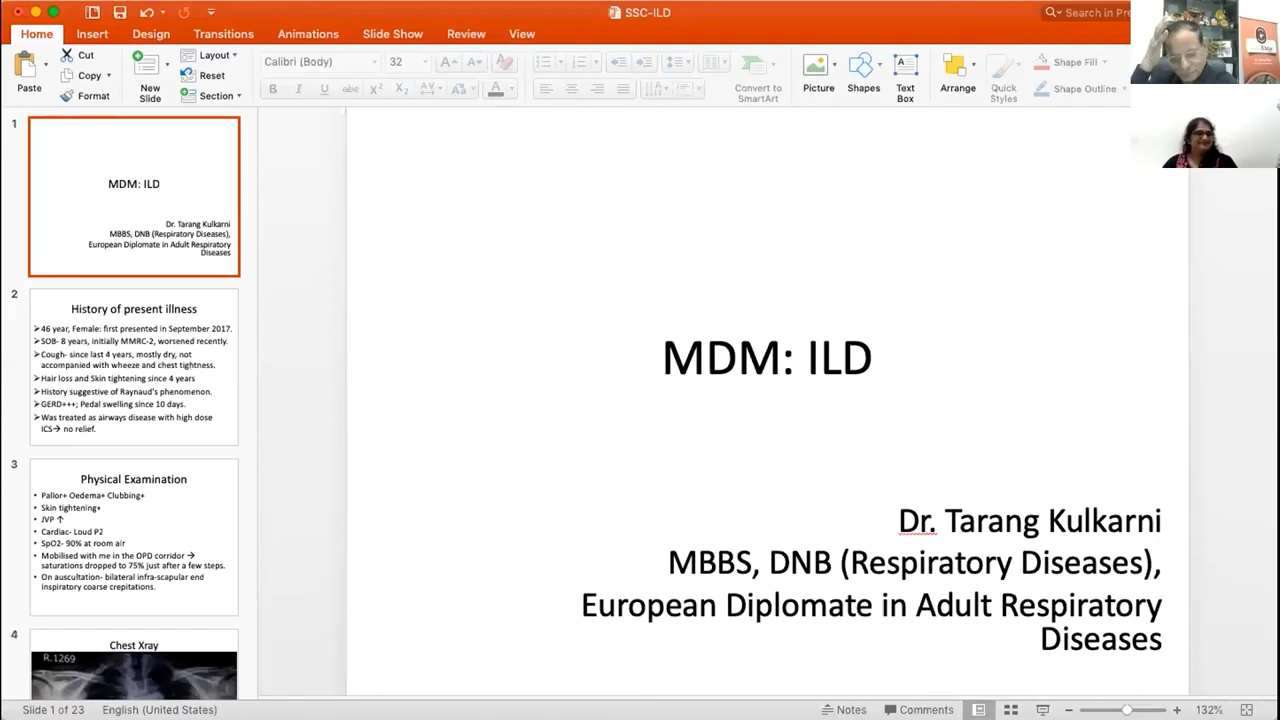 SSC-ILD
Search in Pre
Home Insert Design Transitions Animations Slide Show Review View
Paste
Cut
Copy
Format
New
Slide
Layout
Reset
Section
Calibri (Body) 32
Convert to
SmartArt
Picture
Shapes
Text
Box
Arrange
Quick
Styles
Shape Fill
Shape Outline
1
MDM: ILD
Dr. Tarang Kulkarni
MBBS, DNB (Respiratory Diseases),
European Diplomate in Adult Respiratory
Diseases
2
History of present illness
➢46 year, Female: first presented in September 2017.
➢SOB- 8 years, initially MMRC-2, worsened recently.
➢Cough- since last 4 years, mostly dry, not
accompanied with wheeze and chest tightness.
➢Hair loss and Skin tightening since 4 years
➢History suggestive of Raynaud's phenomenon.
➢GERD+++; Pedal swelling since 10 days.
➢Was treated as airways disease with high dose
ICS→ no relief.
3
Physical Examination
• Pallor+ Oedema+ Clubbing+
• Skin tightening+
• JVP ↑
• Cardiac- Loud P2
• SpO2- 90% at room air
• Mobilised with me in the OPD corridor →
saturations dropped to 75% just after a few steps.
• On auscultation- bilateral infra-scapular end
inspiratory coarse crepitations.
4
Chest Xray
R.1269
MDM: ILD
Dr. Tarang Kulkarni
MBBS, DNB (Respiratory Diseases),
European Diplomate in Adult Respiratory
Diseases
Slide 1 of 23 English (United States)
Notes Comments 132%